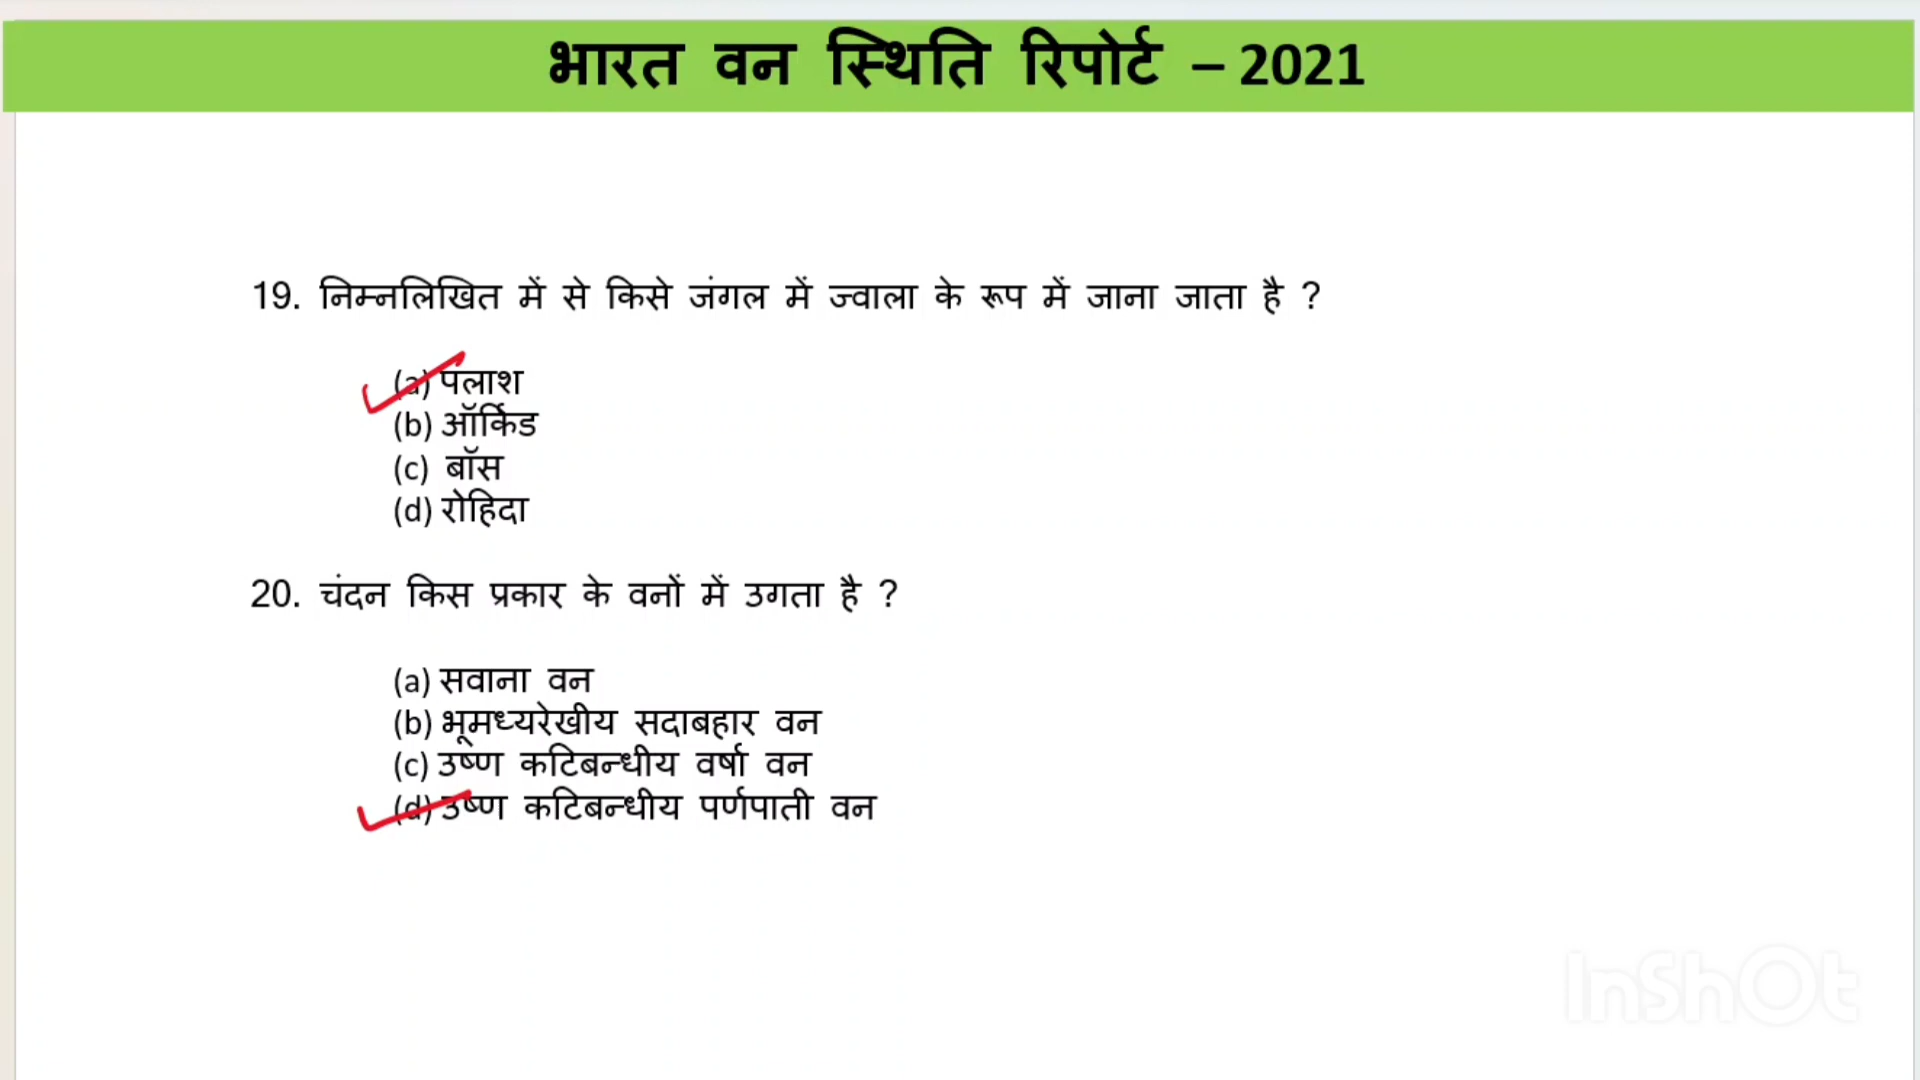 भारत वन स्थिति रिपोर्ट – 2021
19. निम्नलिखित में से किसे जंगल में ज्वाला के रूप में जाना जाता है ?
(a) पलाश
(b) ऑर्किड
(c) बॉस
(d) रोहिदा
20. चंदन किस प्रकार के वनों में उगता है ?
(a) सवाना वन
(b) भूमध्यरेखीय सदाबहार वन
(c) उष्ण कटिबन्धीय वर्षा वन
(d) उष्ण कटिबन्धीय पर्णपाती वन
InShOt